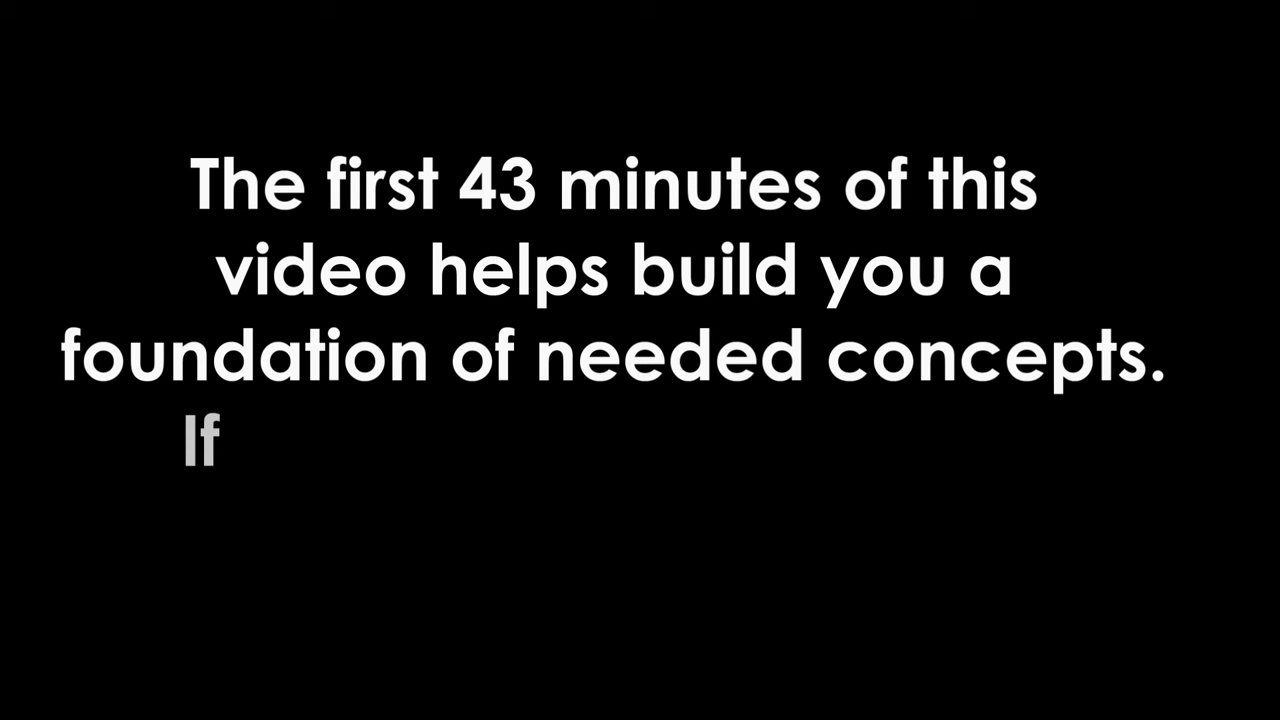 The first 43 minutes of this
video helps build you a
foundation of needed concepts.
If